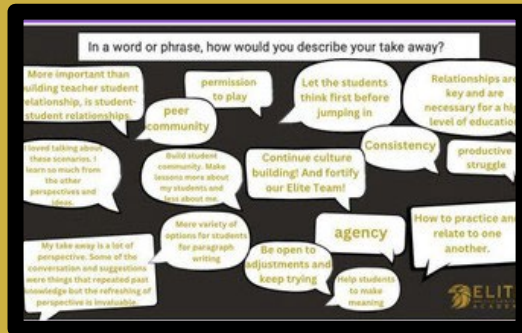 In a word or phrase, how would you describe your take away?
More important than
uilding teacher student
relationship, is student-
student relationships.
permission
to play
peer
community
Let the students
think first before
jumping in
Relationships are
key and are
necessary for a hig
level of education
I loved talking about
these scenarios. I
learn so much from
the other
perspectives and
ideas.
Build student
community. Make
lessons more about
my students and
less about me.
Continue culture
building! And fortify
our Elite Team!
Consistency
productive
struggle
My take away is a lot of
perspective. Some of the
conversation and suggestions
were things that repeated past
knowledge but the refreshing of
perspective is invaluable.
More variety of
options for students
for paragraph
writing
Be open to
adjustments and
keep trying
agency
Help students
to make
meaning
How to practice and
relate to one
another.
ELIT
ACADEM